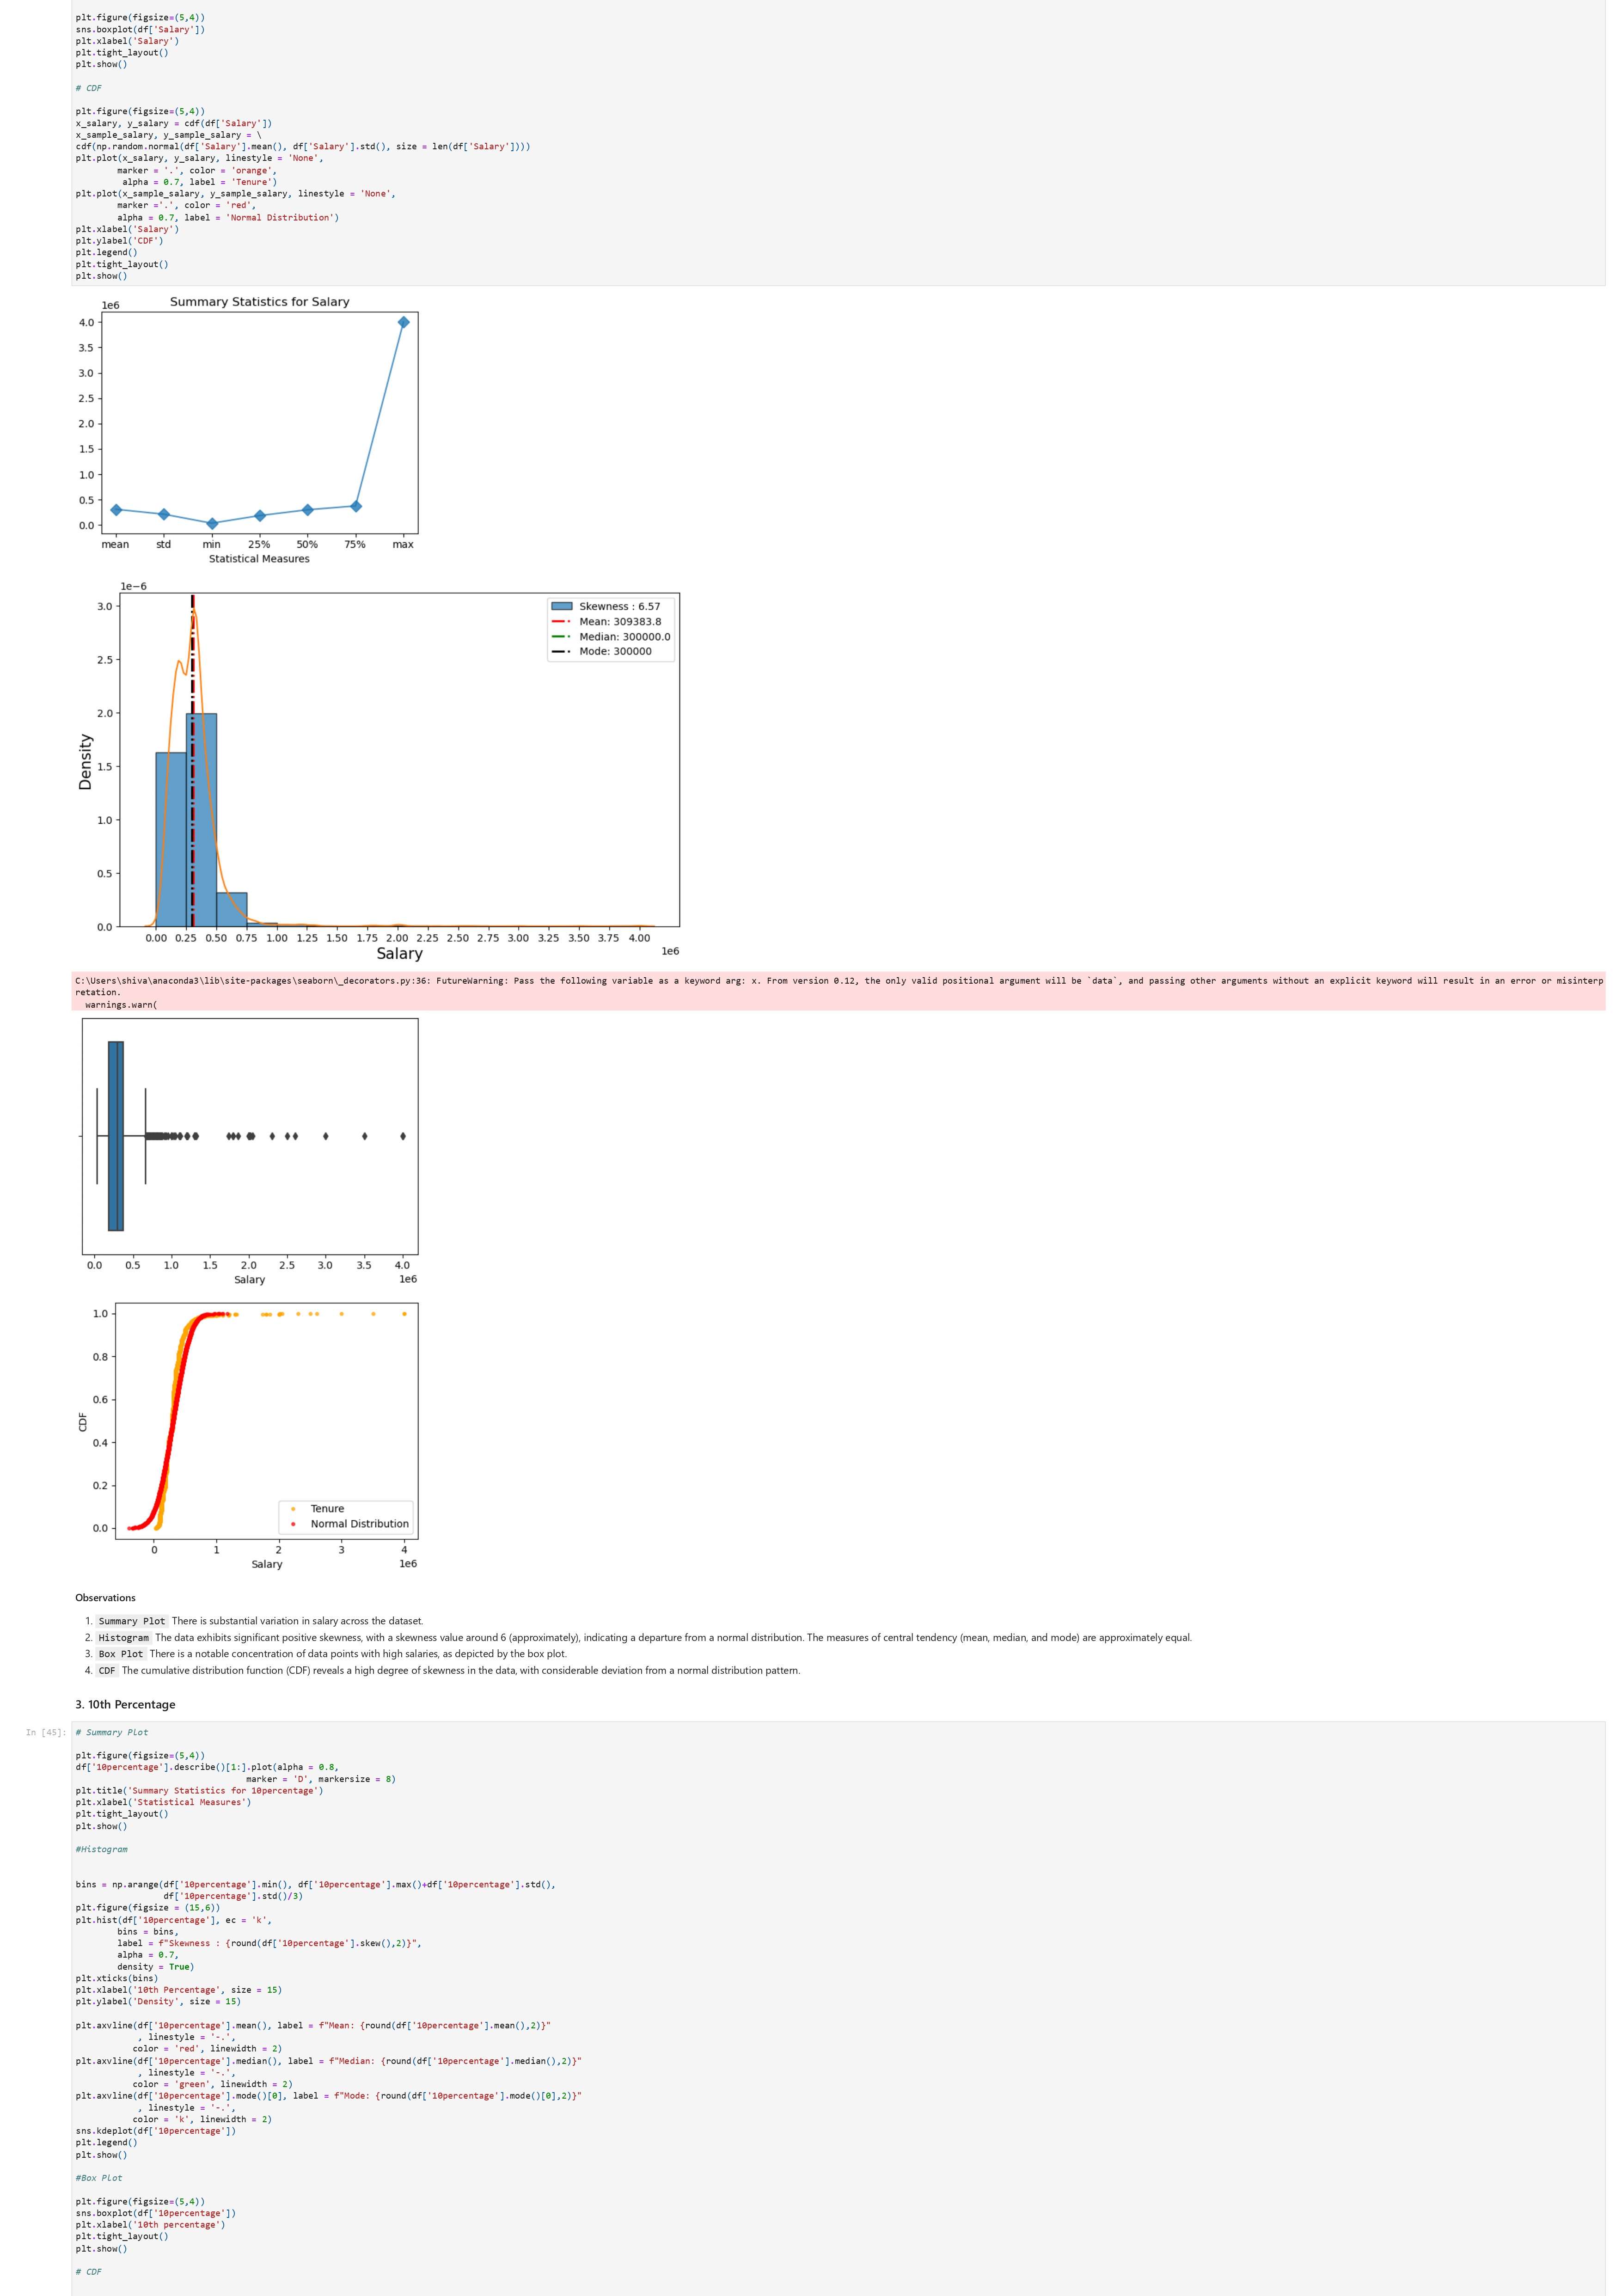 plt.figure(figsize=(5,4))
sns.boxplot(df['Salary'])
plt.xlabel('Salary')
plt.tight_layout()
plt.show()
# CDF
plt.figure(figsize=(5,4))
x_salary, y_salary = cdf(df['Salary'])
x_sample_salary, y_sample_salary = \
cdf(np.random.normal(df['Salary'].mean(), df['Salary'].std(), size = len(df['Salary'])))
plt.plot(x_salary, y_salary, linestyle = 'None',
marker = '.', color = 'orange',
alpha = 0.7, label = 'Tenure')
plt.plot(x_sample_salary, y_sample_salary, linestyle = 'None',
marker ='.', color = 'red',
alpha = 0.7, label = 'Normal Distribution')
plt.xlabel('Salary')
plt.ylabel('CDF')
plt.legend()
plt.tight_layout()
plt.show()
Summary Statistics for Salary
1e6
4.0
3.5
3.0
2.5
2.0
1.5
1.0
0.5
0.0
mean std min 25% 50% 75% max
Statistical Measures
1e−6
3.0
2.5
2.0
1.5
1.0
0.5
0.0
Density
Skewness : 6.57
Mean: 309383.8
Median: 300000.0
Mode: 300000
0.00 0.25 0.50 0.75 1.00 1.25 1.50 1.75 2.00 2.25 2.50 2.75 3.00 3.25 3.50 3.75 4.00
Salary
1e6
C:\Users\shiva\anaconda3\lib\site-packages\seaborn\_decorators.py:36: FutureWarning: Pass the following variable as a keyword arg: x. From version 0.12, the only valid positional argument will be `data`, and passing other arguments without an explicit keyword will result in an error or misinterp
retation.
warnings.warn(
0.0 0.5 1.0 1.5 2.0 2.5 3.0 3.5 4.0
Salary
1e6
1.0
0.8
0.6
0.4
0.2
0.0
CDF
Tenure
Normal Distribution
0 1 2 3 4
Salary
1e6
Observations
1. Summary Plot There is substantial variation in salary across the dataset.
2. Histogram The data exhibits significant positive skewness, with a skewness value around 6 (approximately), indicating a departure from a normal distribution. The measures of central tendency (mean, median, and mode) are approximately equal.
3. Box Plot There is a notable concentration of data points with high salaries, as depicted by the box plot.
4. CDF The cumulative distribution function (CDF) reveals a high degree of skewness in the data, with considerable deviation from a normal distribution pattern.
3. 10th Percentage
In [45]:
# Summary Plot
plt.figure(figsize=(5,4))
df['10percentage'].describe()[1:].plot(alpha = 0.8,
marker = 'D', markersize = 8)
plt.title('Summary Statistics for 10percentage')
plt.xlabel('Statistical Measures')
plt.tight_layout()
plt.show()
#Histogram
bins = np.arange(df['10percentage'].min(), df['10percentage'].max()+df['10percentage'].std(),
df['10percentage'].std()/3)
plt.figure(figsize = (15,6))
plt.hist(df['10percentage'], ec = 'k',
bins = bins,
label = f"Skewness : {round(df['10percentage'].skew(),2)}",
alpha = 0.7,
density = True)
plt.xticks(bins)
plt.xlabel('10th Percentage', size = 15)
plt.ylabel('Density', size = 15)
plt.axvline(df['10percentage'].mean(), label = f"Mean: {round(df['10percentage'].mean(),2)}"
, linestyle = '-.',
color = 'red', linewidth = 2)
plt.axvline(df['10percentage'].median(), label = f"Median: {round(df['10percentage'].median(),2)}"
, linestyle = '-.',
color = 'green', linewidth = 2)
plt.axvline(df['10percentage'].mode()[0], label = f"Mode: {round(df['10percentage'].mode()[0],2)}"
, linestyle = '-.',
color = 'k', linewidth = 2)
sns.kdeplot(df['10percentage'])
plt.legend()
plt.show()
#Box Plot
plt.figure(figsize=(5,4))
sns.boxplot(df['10percentage'])
plt.xlabel('10th percentage')
plt.tight_layout()
plt.show()
# CDF